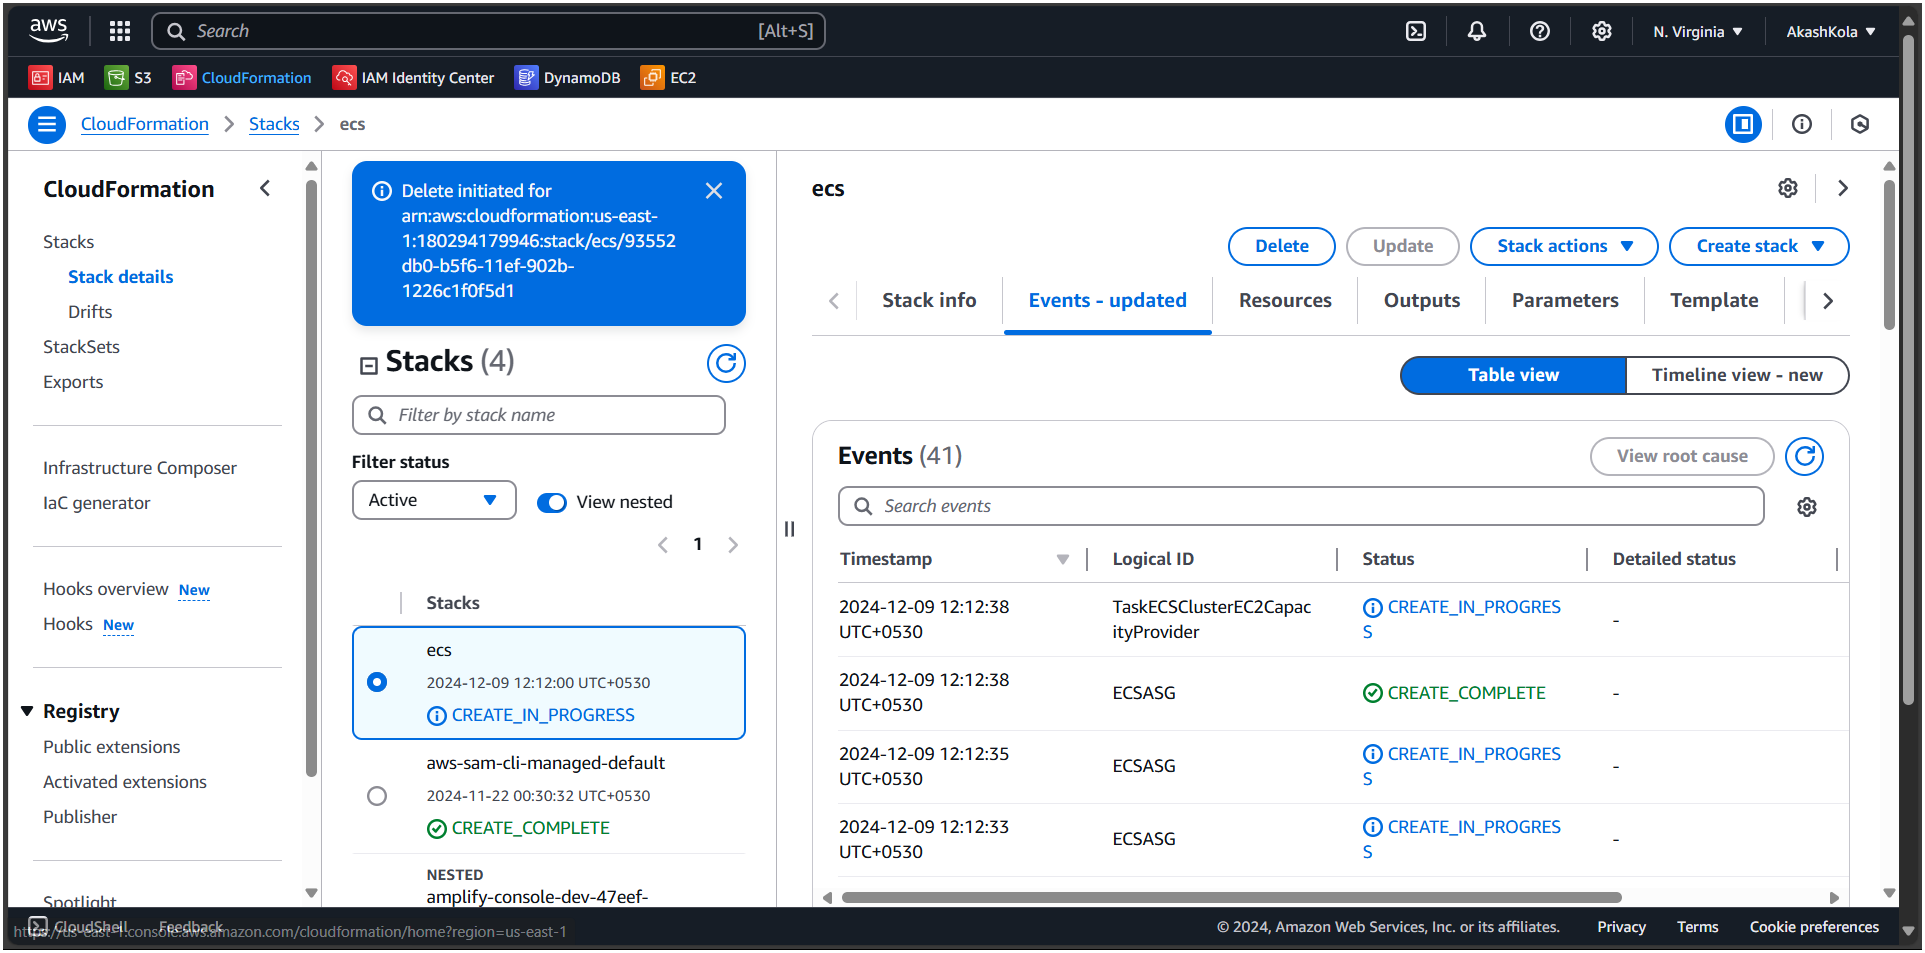 aws
Search [Alt+S]
N. Virginia
AkashKola
IAM
S3
CloudFormation
IAM Identity Center
DynamoDB
EC2
CloudFormation
Stacks
ecs
CloudFormation
Stacks
Stack details
Drifts
StackSets
Exports
Infrastructure Composer
IaC generator
Hooks overview New
Hooks New
Registry
Public extensions
Activated extensions
Publisher
Spotlight
Delete initiated for
arn:aws:cloudformation:us-east-
1:180294179946:stack/ecs/93552
db0-b5f6-11ef-902b-
1226c1f0f5d1
Stacks (4)
Filter by stack name
Filter status
Active
View nested
1
Stacks
ecs
2024-12-09 12:12:00 UTC+0530
CREATE_IN_PROGRESS
aws-sam-cli-managed-default
2024-11-22 00:30:32 UTC+0530
CREATE_COMPLETE
NESTED
amplify-console-dev-47eef-
ecs
Delete
Update
Stack actions
Create stack
Stack info
Events - updated
Resources
Outputs
Parameters
Template
Table view
Timeline view - new
Events (41)
View root cause
Search events
Timestamp
Logical ID
Status
Detailed status
2024-12-09 12:12:38
UTC+0530
TaskECSClusterEC2Capac
ityProvider
CREATE_IN_PROGRES
S
-
2024-12-09 12:12:38
UTC+0530
ECSASG
CREATE_COMPLETE
-
2024-12-09 12:12:35
UTC+0530
ECSASG
CREATE_IN_PROGRES
S
-
2024-12-09 12:12:33
UTC+0530
ECSASG
CREATE_IN_PROGRES
S
-
CloudShell
Feedback
https://us-east-1.console.aws.amazon.com/cloudformation/home?region=us-east-1
© 2024, Amazon Web Services, Inc. or its affiliates.
Privacy
Terms
Cookie preferences